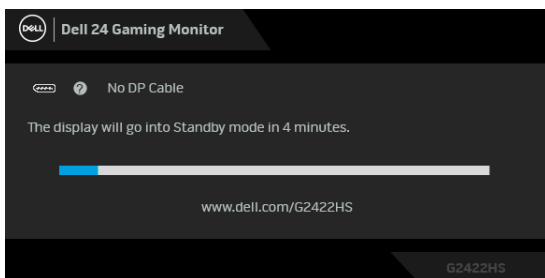 DELL
Dell 24 Gaming Monitor
? No DP Cable
The display will go into Standby mode in 4 minutes.
www.dell.com/G2422HS
G2422HS